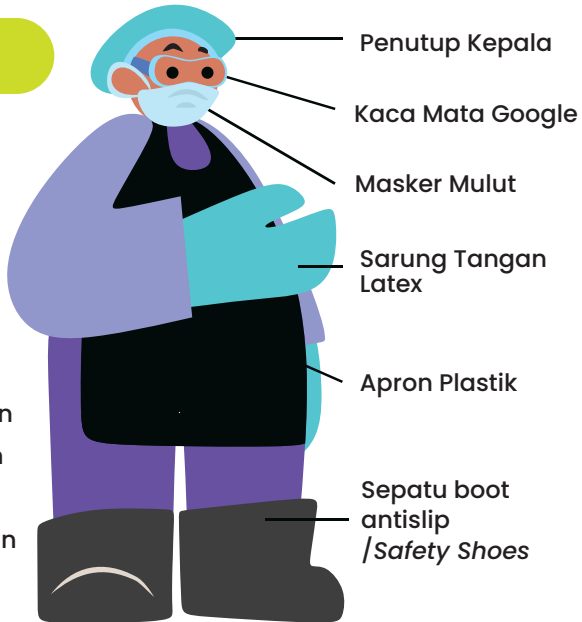 Penutup Kepala
Kaca Mata Google
Masker Mulut
Sarung Tangan
Latex
Apron Plastik
Sepatu boot
antislip
/Safety Shoes